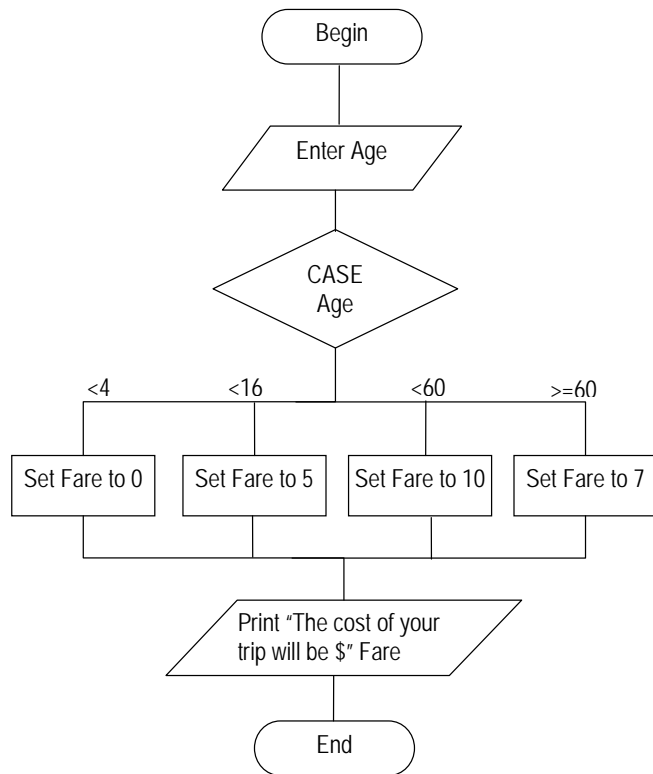 Begin
Enter Age
CASE
Age
<4
<16
<60
>=60
Set Fare to 0
Set Fare to 5
Set Fare to 10
Set Fare to 7
Print “The cost of your
trip will be $” Fare
End